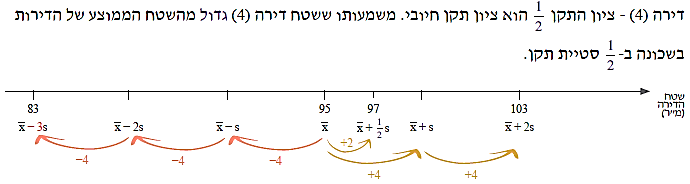 דירה (4) - ציון התקן 1/2 הוא ציון תקן חיובי. משמעותו ששטח דירה (4) גדול מהשטח הממוצע של הדירות
בשכונה ב- 1/2 סטיית תקן.
83 95 97 103 שטח הדירה (מ"ר)
x̅ − 3s x̅ − 2s x̅ − s x̅ x̅ + 1/2 s x̅ + s x̅ + 2s
−4 −4 −4 +2 +4 +4